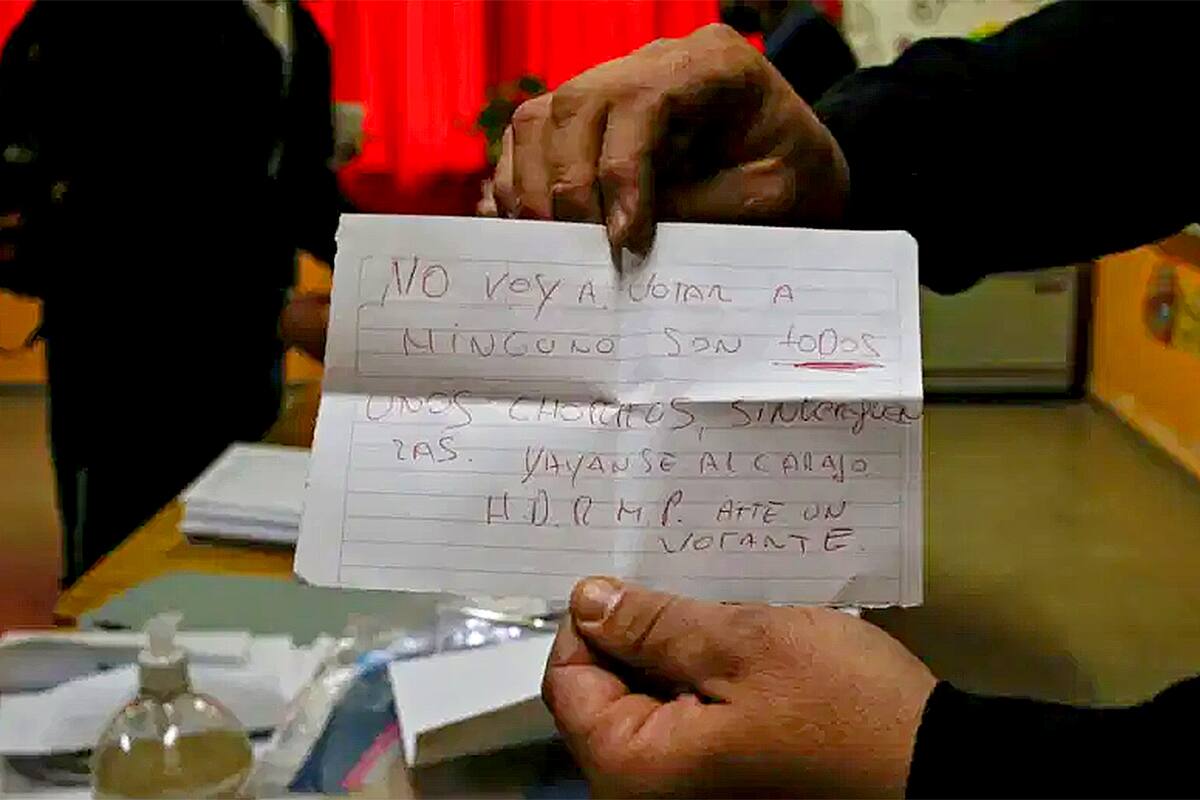 NO VOY A VOTAR A
NINGUNO SON todOS
UNOS CHORROS, SINVERgUEN
ZAS. VAYANSE AL CARAJO
H.D.R M.P. ATTE UN
VOTANTE.